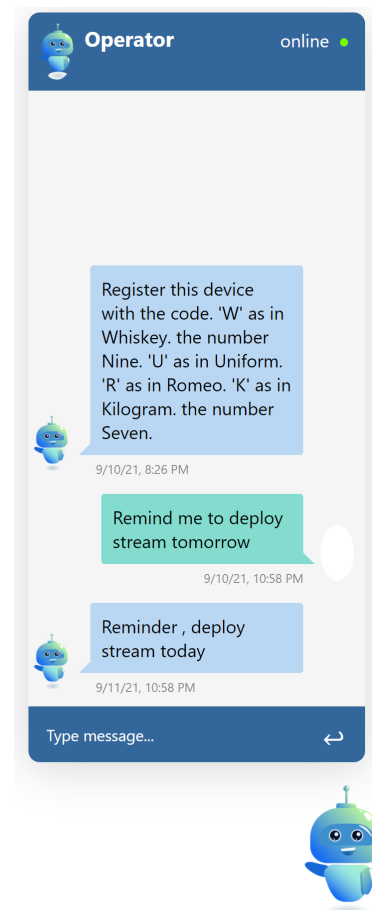 Operator
online
Register this device
with the code. 'W' as in
Whiskey. the number
Nine. 'U' as in Uniform.
'R' as in Romeo. 'K' as in
Kilogram. the number
Seven.
9/10/21, 8:26 PM
Remind me to deploy
stream tomorrow
9/10/21, 10:58 PM
Reminder , deploy
stream today
9/11/21, 10:58 PM
Type message...